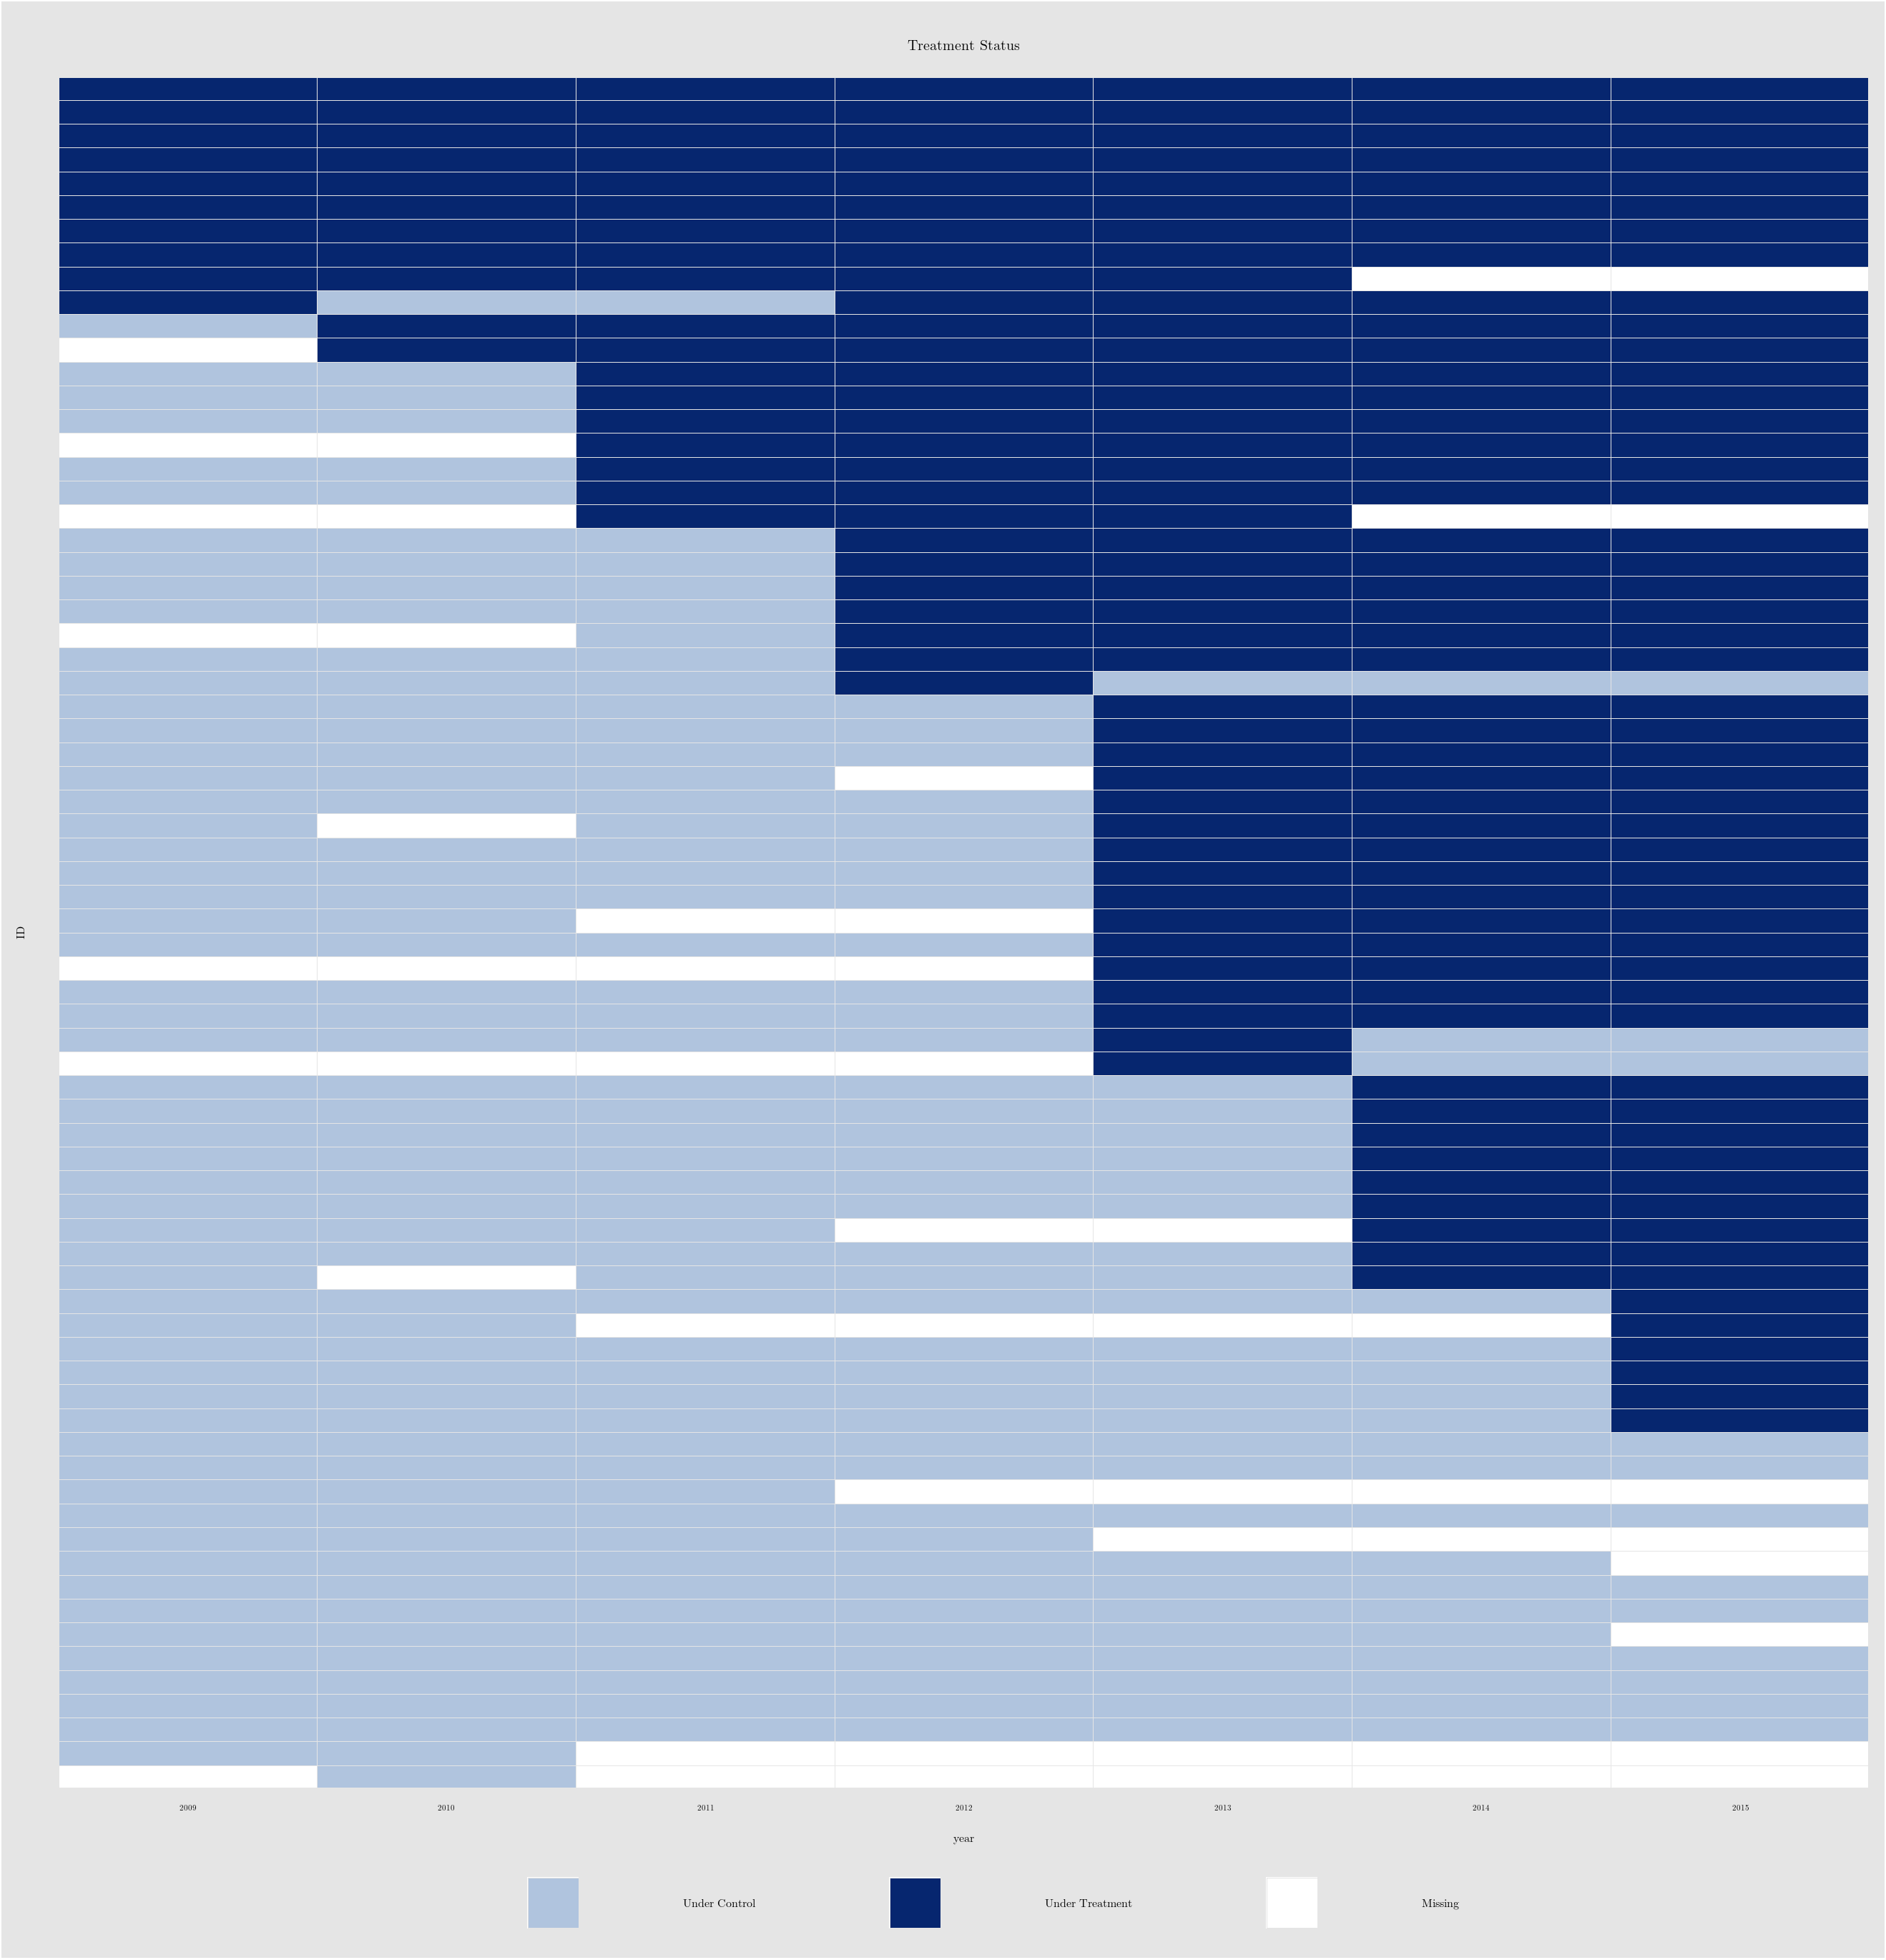 Treatment Status
ID
2009 2010 2011 2012 2013 2014 2015
year
Under Control Under Treatment Missing